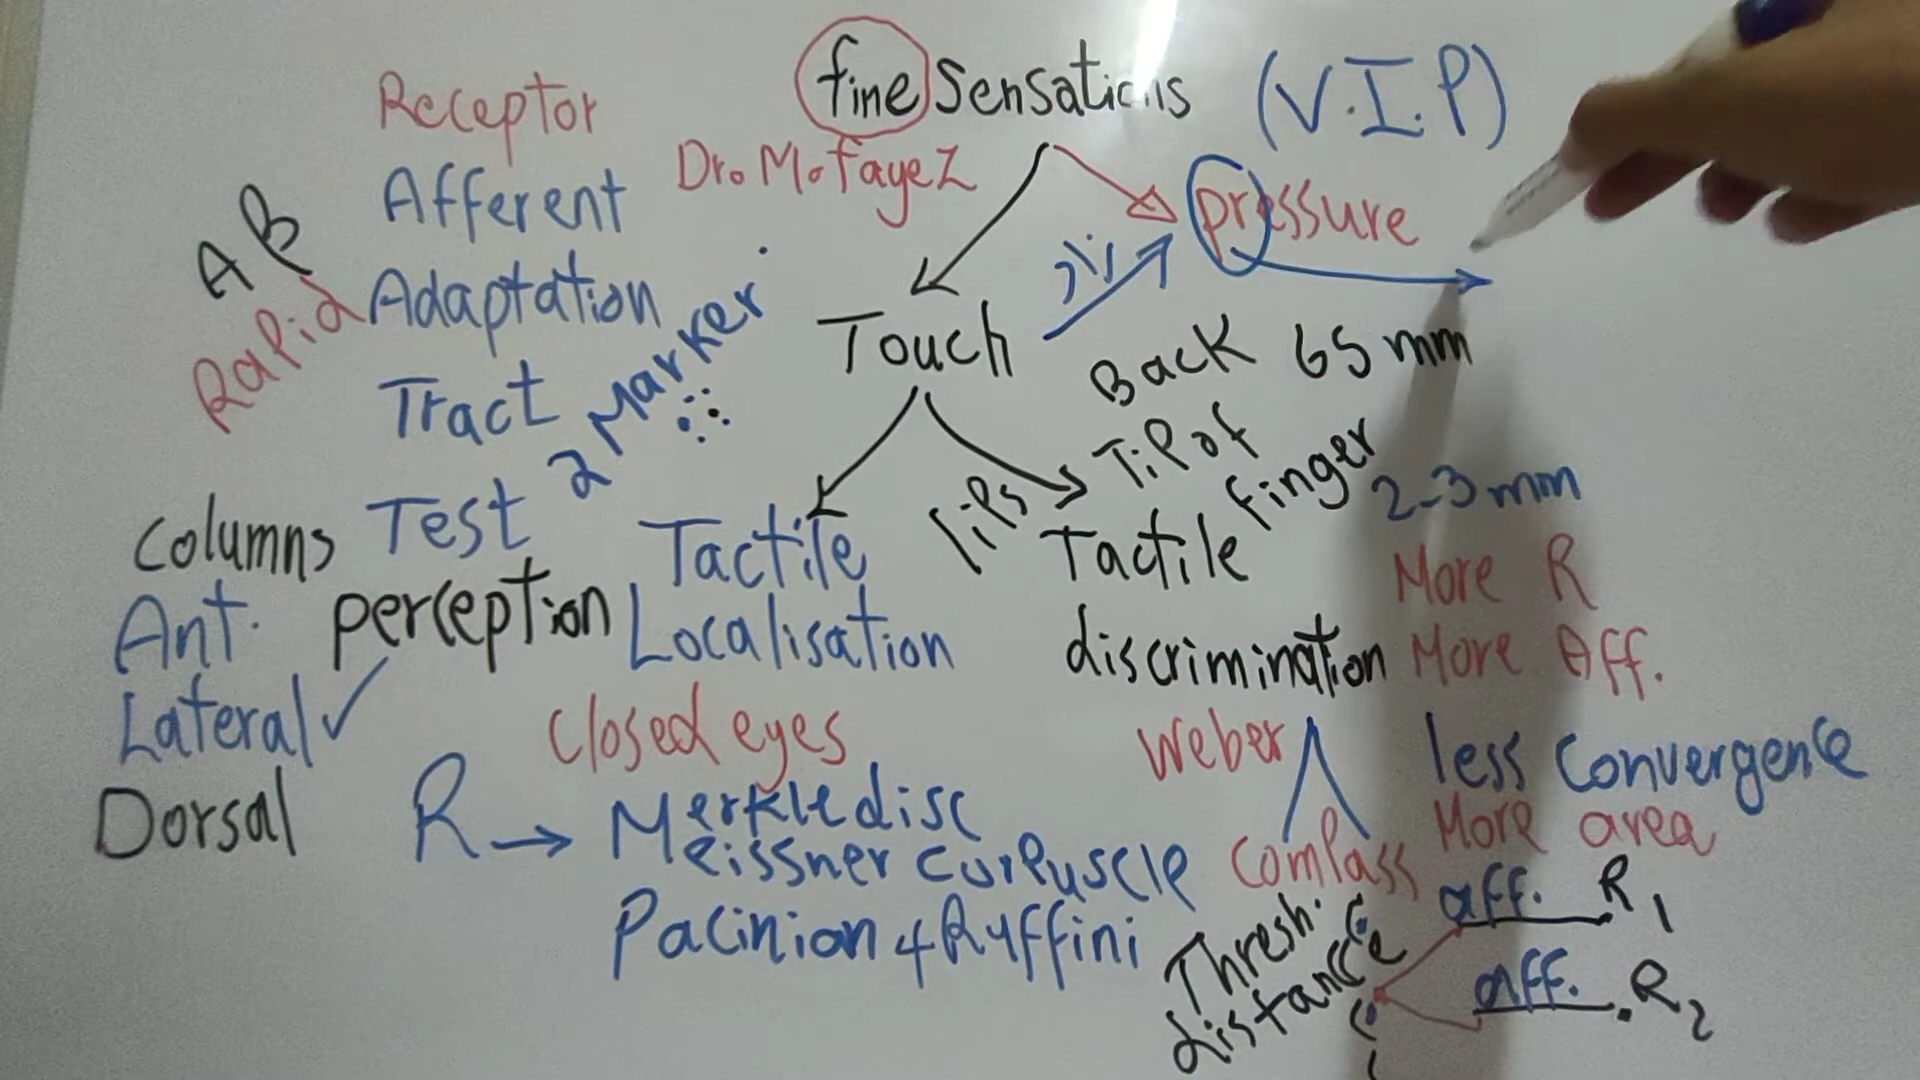 fine Sensations (V.I.P)
Dr. M. Fayez
pressure
Touch
Receptor
Afferent
Adaptation
Tract
Test
Aβ
Rapid
2 Marker
Columns
Ant.
Lateral ✓
Dorsal
perception
Tactile
Localisation
Closed eyes
R → Merkle disc
Meissner Corpuscle
Pacinian & Ruffini
Back 65 mm
Tip of
finger
lips
2-3 mm
Tactile
discrimination
More R
More Aff.
less Convergence
More area
Weber
Compass
Thresh.
distance
aff. R1
aff. R2